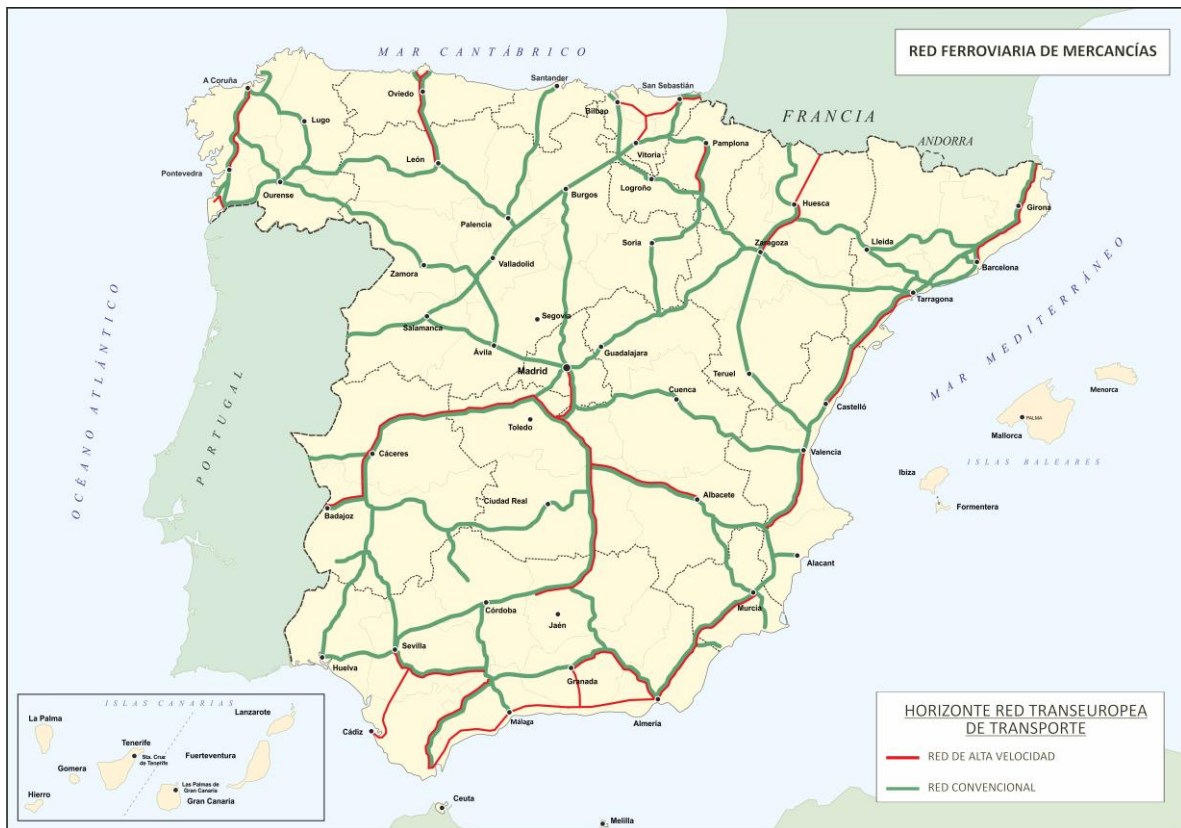 RED FERROVIARIA DE MERCANCÍAS
MAR CANTÁBRICO
FRANCIA
ANDORRA
OCÉANO ATLÁNTICO
PORTUGAL
MAR MEDITERRÁNEO
ISLAS BALEARES
A Coruña
Lugo
Pontevedra
Ourense
Oviedo
León
Santander
Bilbao
San Sebastián
Vitoria
Pamplona
Logroño
Burgos
Palencia
Valladolid
Zamora
Salamanca
Ávila
Segovia
Soria
Huesca
Zaragoza
Lleida
Girona
Barcelona
Tarragona
Guadalajara
Madrid
Teruel
Cuenca
Castelló
Valencia
Toledo
Cáceres
Badajoz
Ciudad Real
Albacete
Alacant
Murcia
Córdoba
Jaén
Sevilla
Huelva
Cádiz
Málaga
Granada
Almería
Ceuta
Melilla
Menorca
PALMA
Mallorca
Ibiza
Formentera
ISLAS CANARIAS
La Palma
Lanzarote
Tenerife
Sta. Cruz
de Tenerife
Fuerteventura
Gomera
Las Palmas de
Gran Canaria
Hierro
Gran Canaria
HORIZONTE RED TRANSEUROPEA
DE TRANSPORTE
RED DE ALTA VELOCIDAD
RED CONVENCIONAL